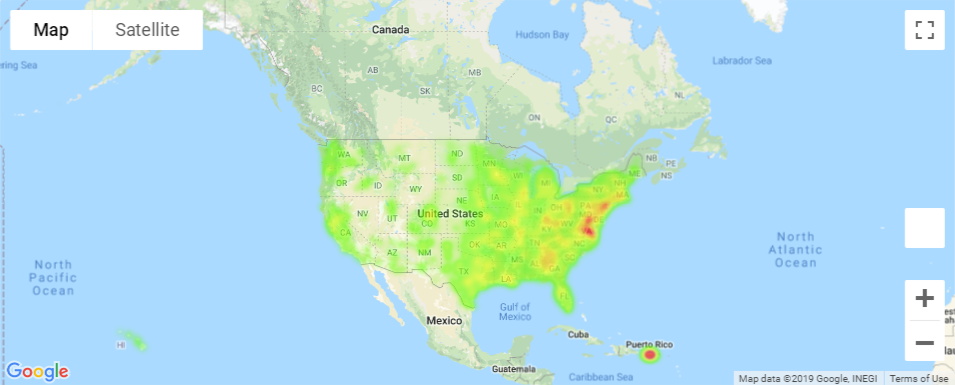 Map
Satellite
Canada
Hudson Bay
Labrador Sea
ring Sea
AB
MB
BC
SK
NL
ON
QC
NB
PE
NS
WA
MT
ND
MN
WI
MI
ME
NH
NY
MA
OR
ID
WY
SD
IA
NE
IL
IN
OH
PA
NV
UT
CO
United States
KS
MO
KY
WV
DE
CA
AZ
NM
OK
AR
TN
NC
SC
MS
AL
GA
TX
LA
FL
North
Pacific
Ocean
North
Atlantic
Ocean
Gulf of
Mexico
Mexico
Cuba
Puerto Rico
HI
Guatemala
Caribbean Sea
Google
Map data ©2019 Google, INEGI
Terms of Use